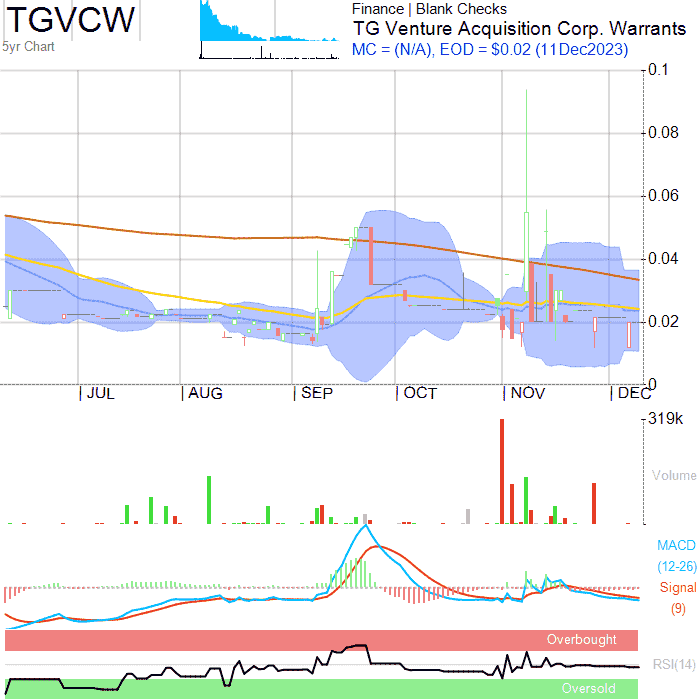 TGVCW
5yr Chart
Finance | Blank Checks
TG Venture Acquisition Corp. Warrants
MC = (N/A), EOD = $0.02 (11Dec2023)
0.1
0.08
0.06
0.04
0.02
0
JUL
AUG
SEP
OCT
NOV
DEC
319k
Volume
MACD
(12-26)
Signal
(9)
Overbought
RSI(14)
Oversold